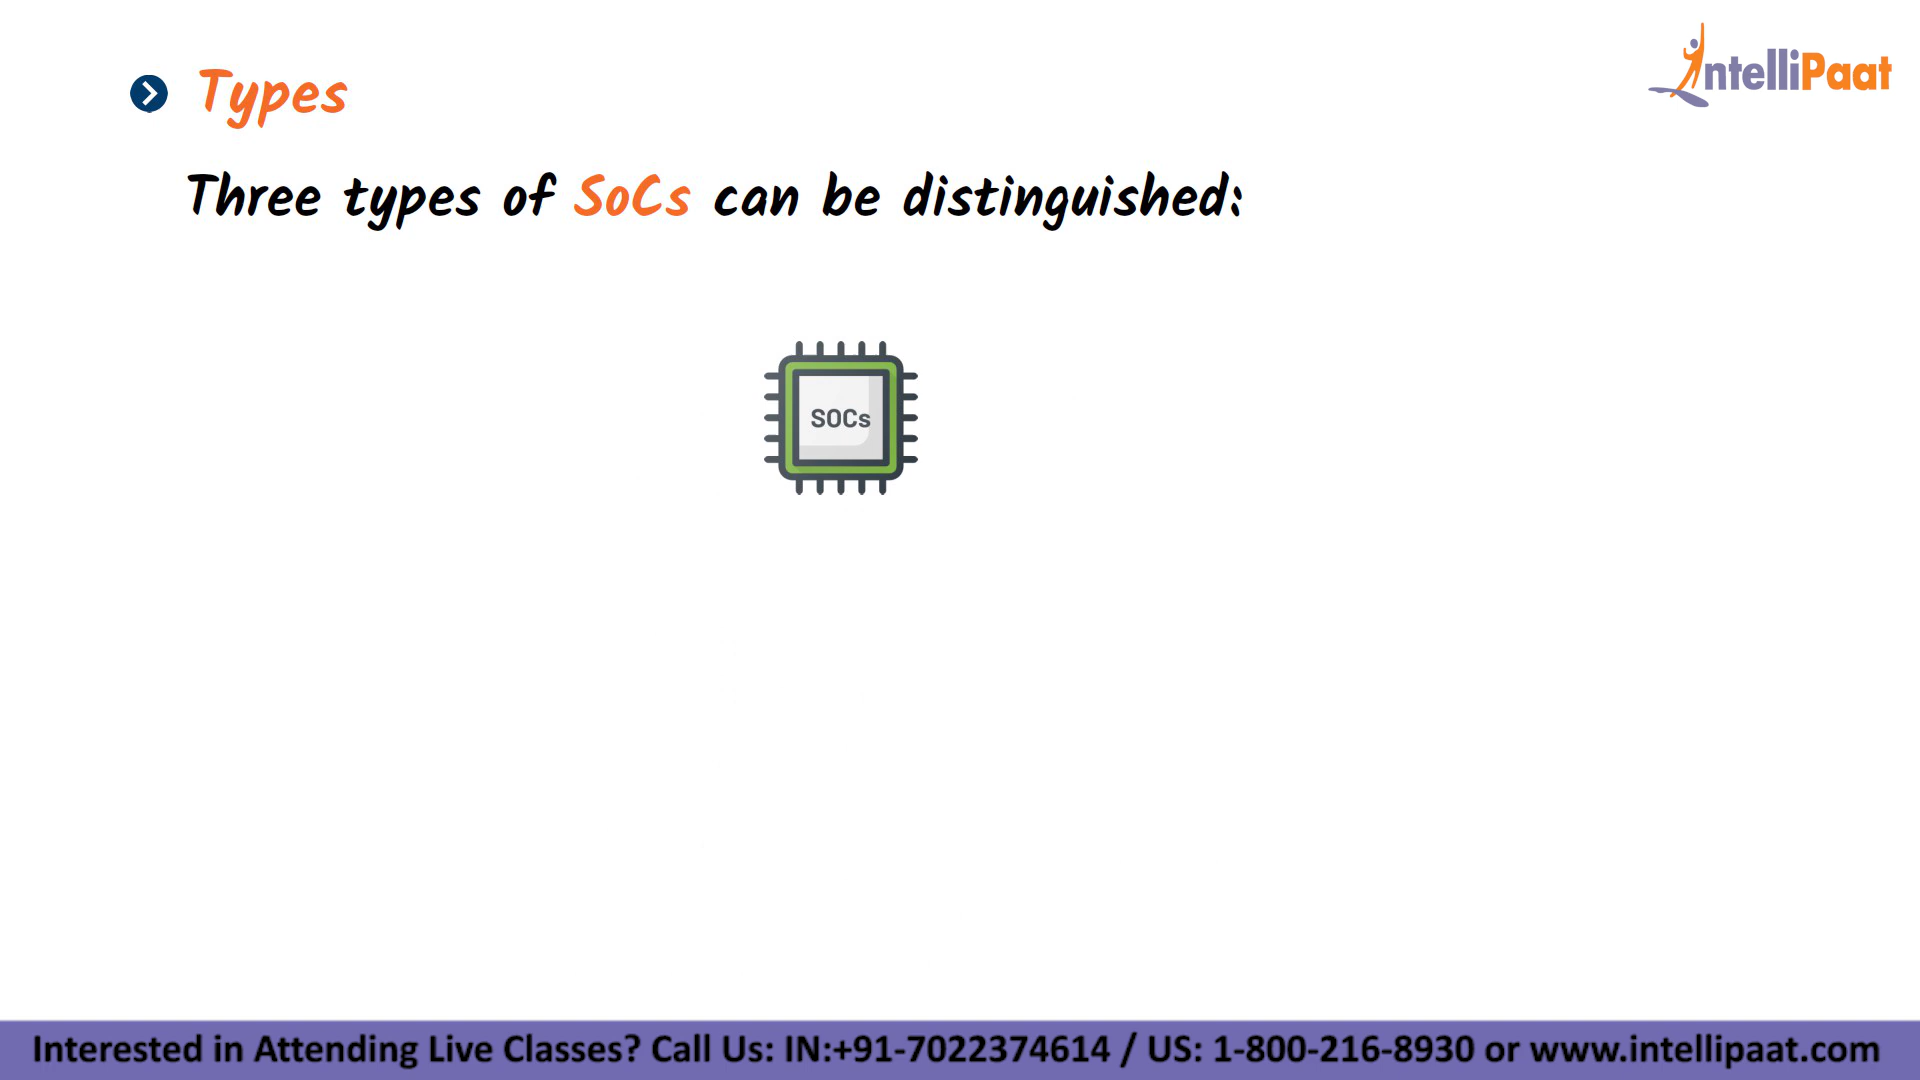 Types
IntelliPaat
Three types of SoCs can be distinguished:
SOCs
Interested in Attending Live Classes? Call Us: IN:+91-7022374614 / US: 1-800-216-8930 or www.intellipaat.com